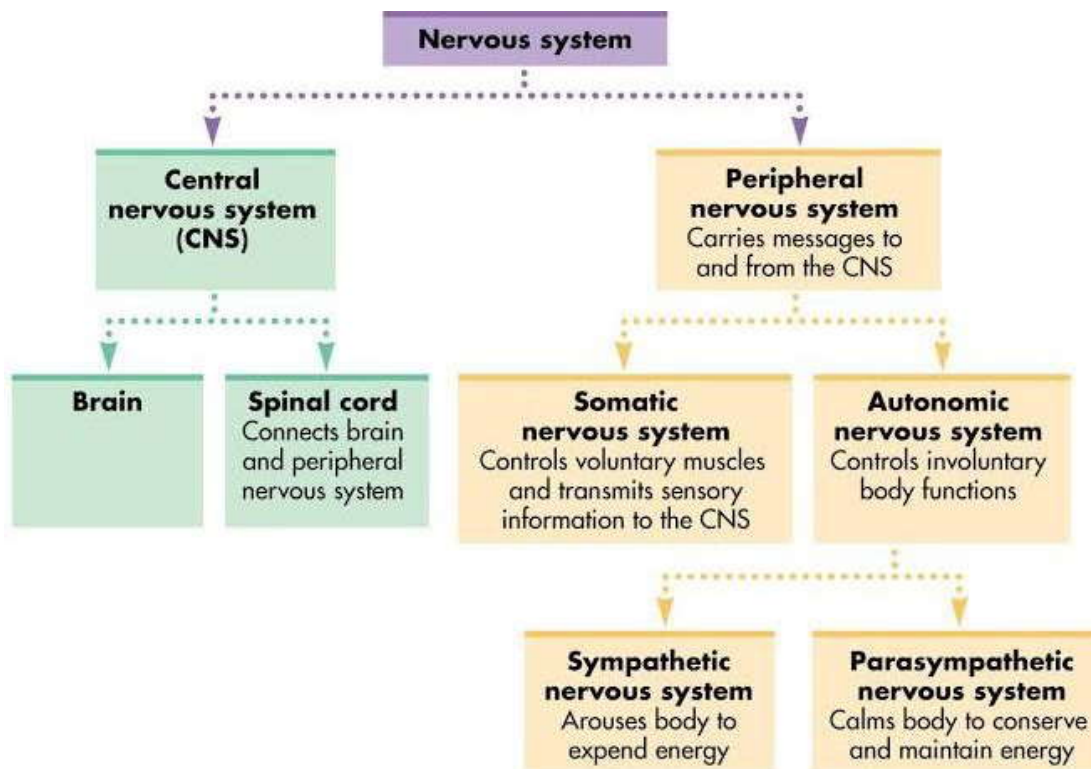 Nervous system
Central
nervous system
(CNS)
Peripheral
nervous system
Carries messages to
and from the CNS
Brain
Spinal cord
Connects brain
and peripheral
nervous system
Somatic
nervous system
Controls voluntary muscles
and transmits sensory
information to the CNS
Autonomic
nervous system
Controls involuntary
body functions
Sympathetic
nervous system
Arouses body to
expend energy
Parasympathetic
nervous system
Calms body to conserve
and maintain energy